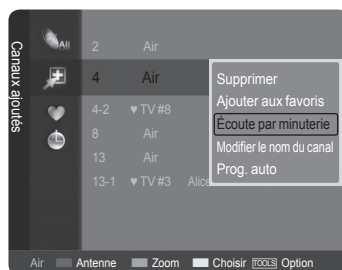 Canaux ajoutés
All
2 Air
4 Air
4-2 ♥ TV #8
8 Air
13 Air
13-1 ♥ TV #3 Alice
Supprimer
Ajouter aux favoris
Écoute par minuterie
Modifier le nom du canal
Prog. auto
Air Antenne Zoom Choisir TOOLS Option